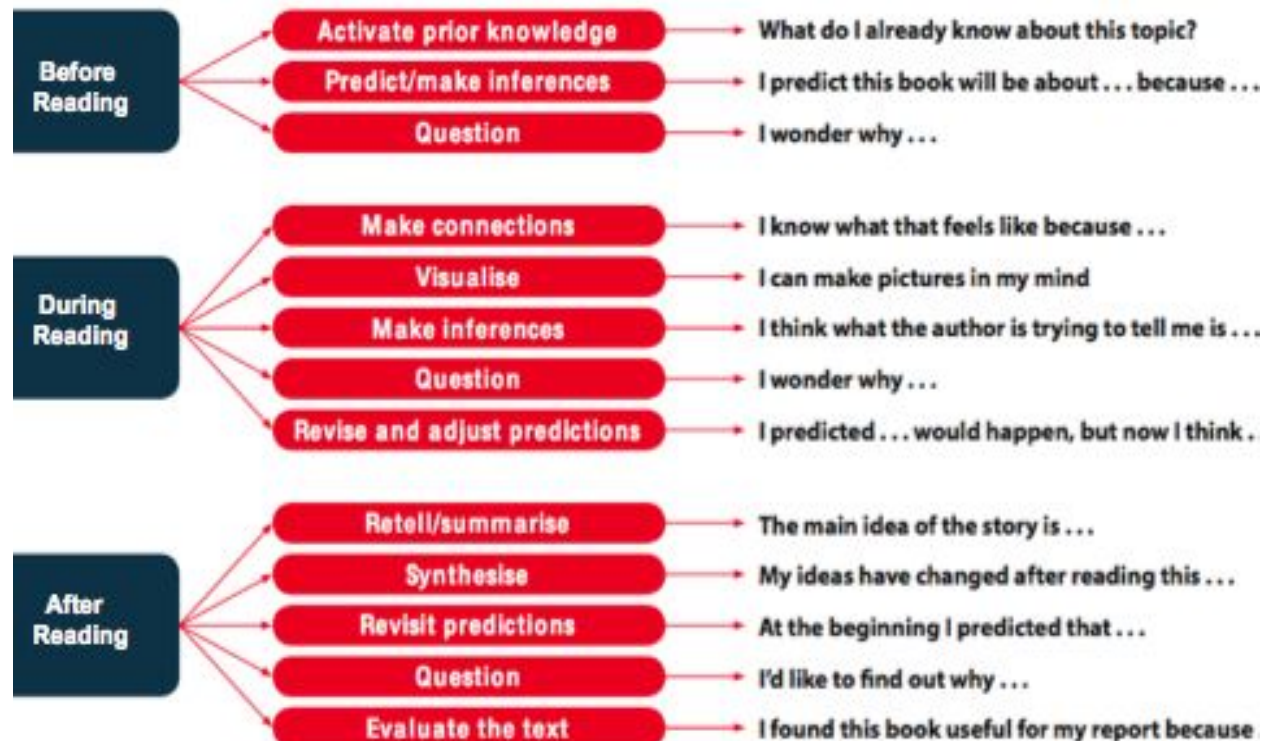 Before
Reading
Activate prior knowledge
What do I already know about this topic?
Predict/make inferences
I predict this book will be about . . . because . . .
Question
I wonder why . . .
During
Reading
Make connections
I know what that feels like because . . .
Visualise
I can make pictures in my mind
Make inferences
I think what the author is trying to tell me is . . .
Question
I wonder why . . .
Revise and adjust predictions
I predicted . . . would happen, but now I think .
After
Reading
Retell/summarise
The main idea of the story is . . .
Synthesise
My ideas have changed after reading this . . .
Revisit predictions
At the beginning I predicted that . . .
Question
I'd like to find out why . . .
Evaluate the text
I found this book useful for my report because